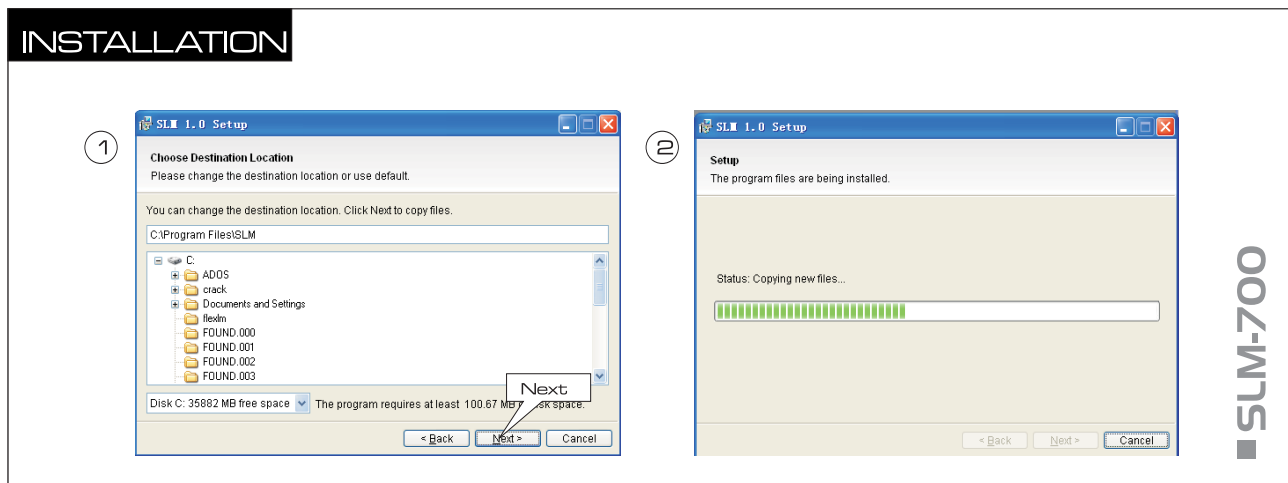 INSTALLATION
1
SLM 1.0 Setup
Choose Destination Location
Please change the destination location or use default.
You can change the destination location. Click Next to copy files.
C:\Program Files\SLM
C:
ADOS
crack
Documents and Settings
flexlm
FOUND.000
FOUND.001
FOUND.002
FOUND.003
Next
Disk C: 35882 MB free space The program requires at least 100.67 MB disk space.
< Back Next > Cancel
2
SLM 1.0 Setup
Setup
The program files are being installed.
Status: Copying new files...
< Back Next > Cancel
SLM-700